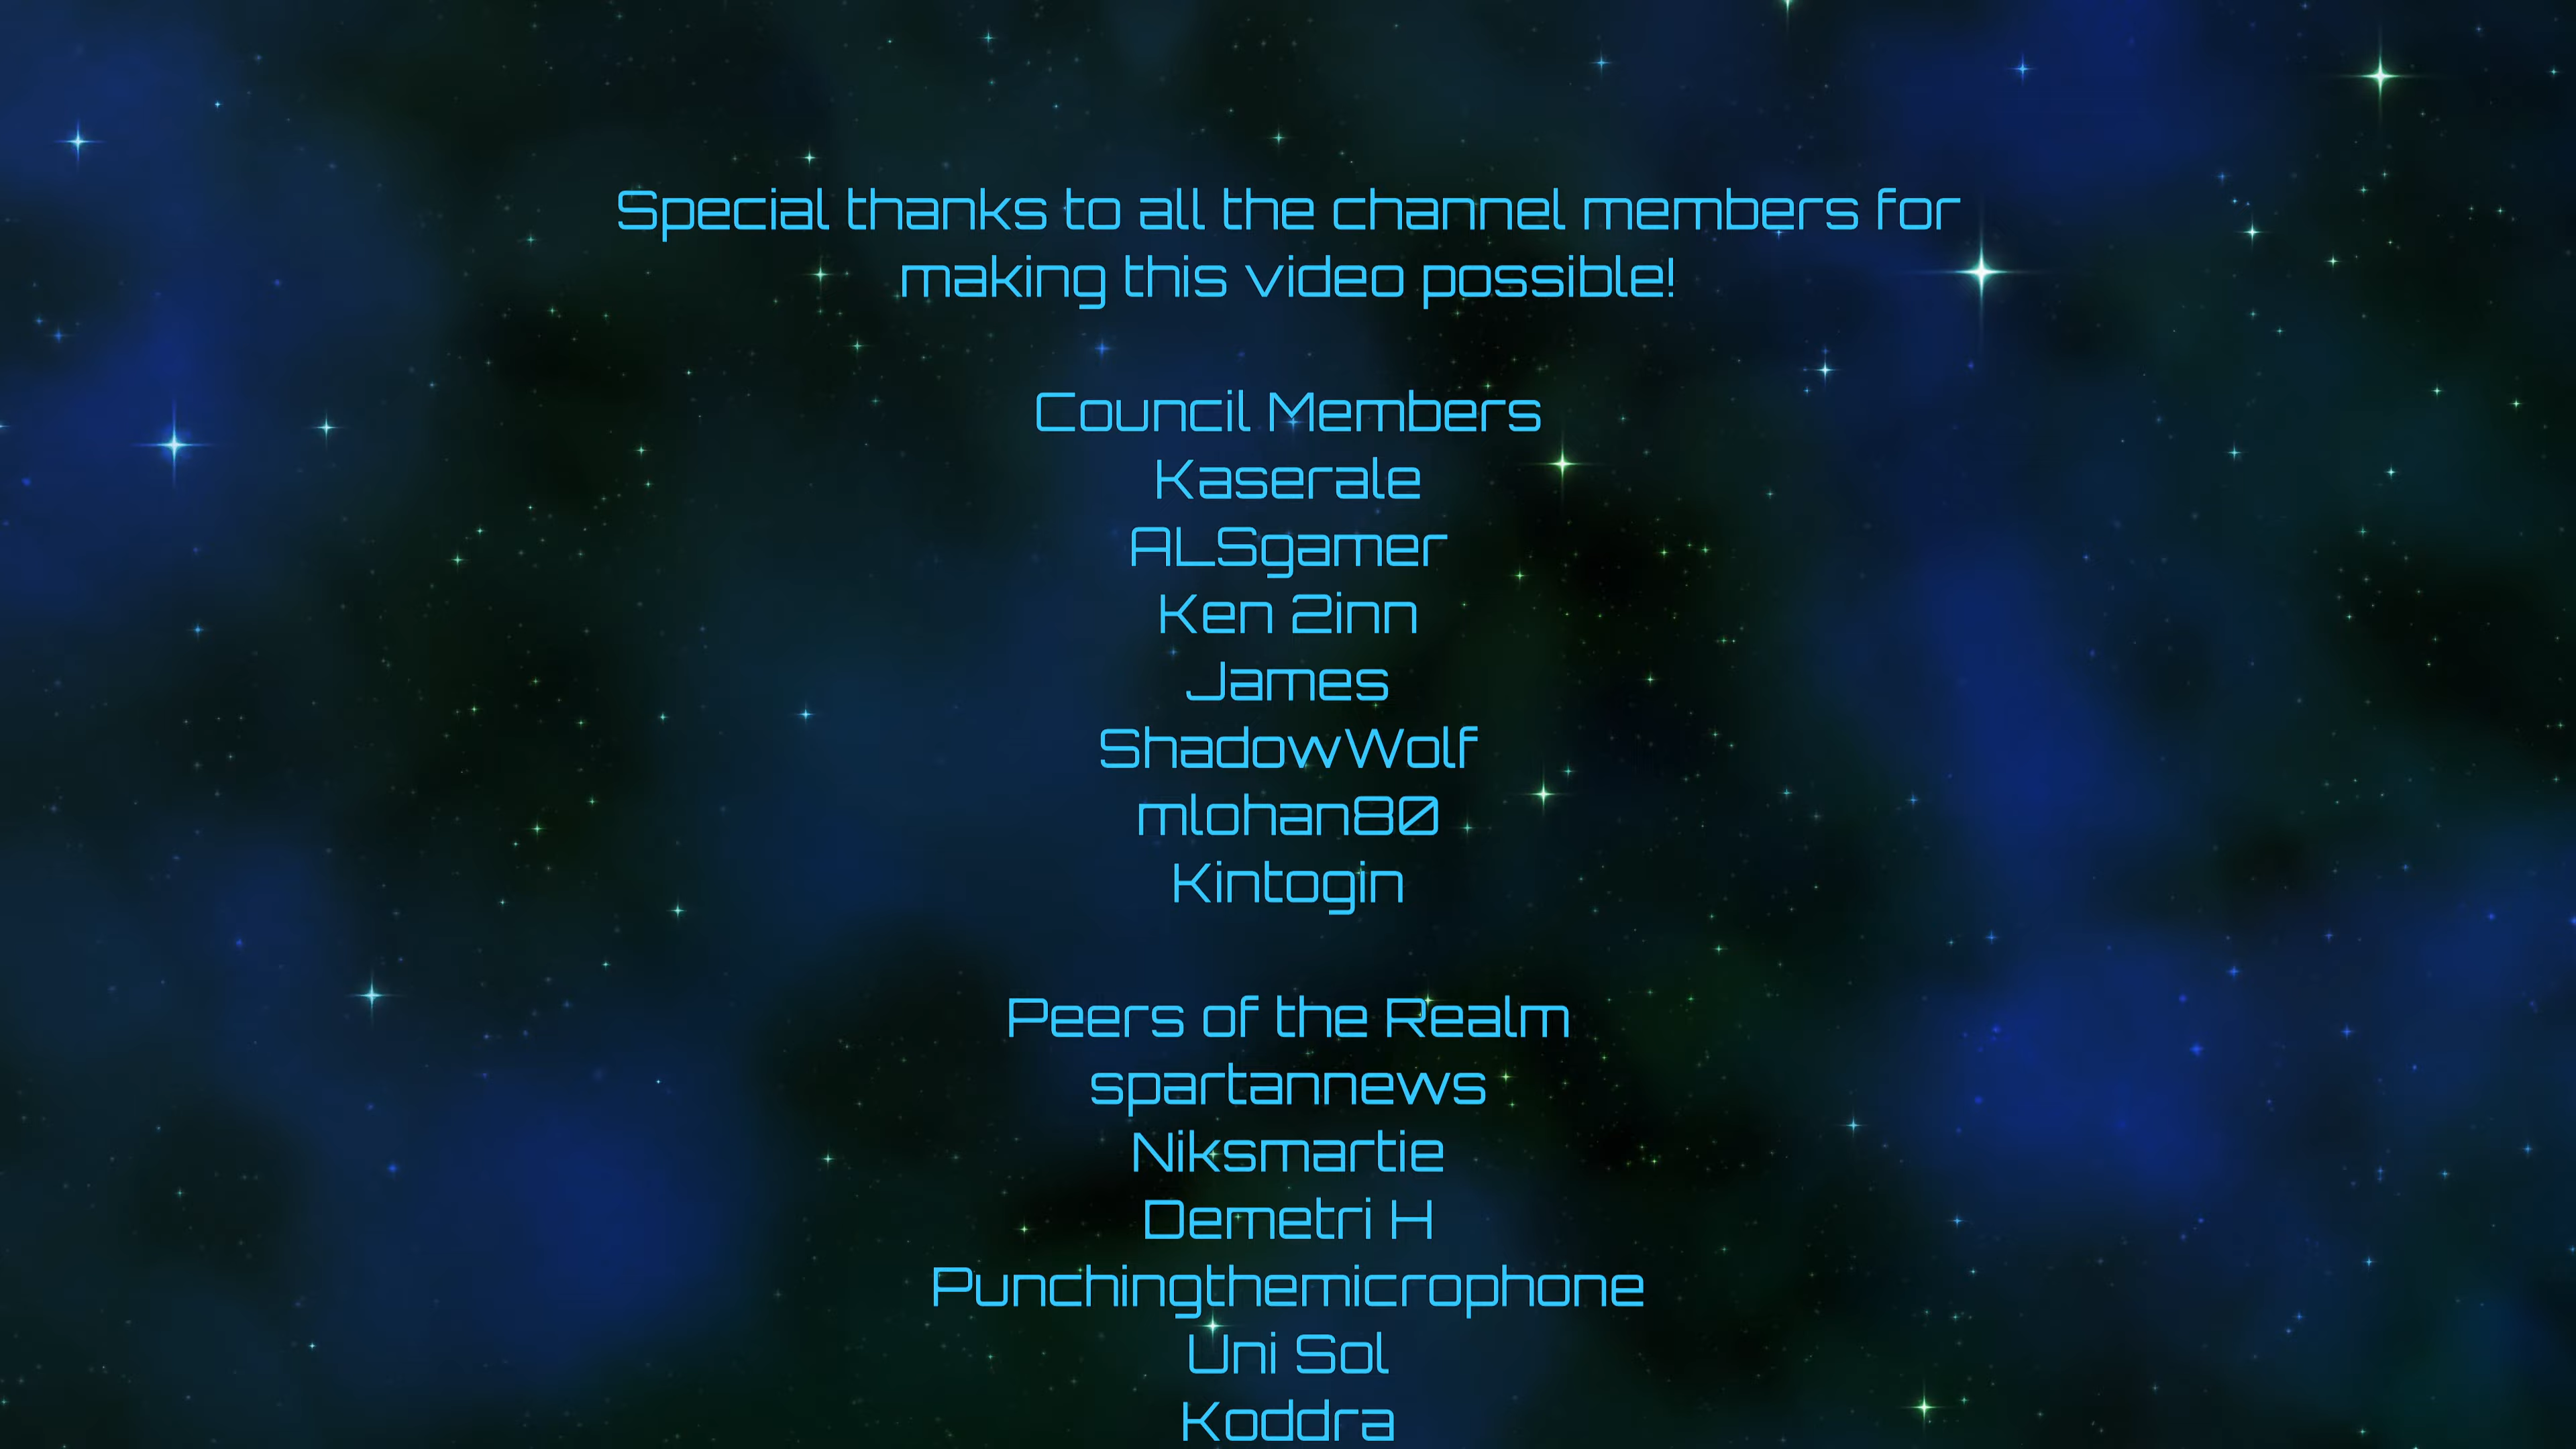 Special thanks to all the channel members for
making this video possible!
Council Members
Kaserale
ALSgamer
Ken 2inn
James
ShadowWolf
mlohan80
Kintogin
Peers of the Realm
spartannews
Niksmartie
Demetri H
Punchingthemicrophone
Uni Sol
Koddra